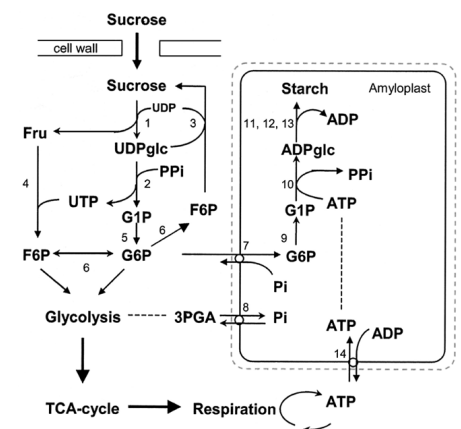 Sucrose
cell wall
Sucrose
Starch
Amyloplast
UDP
1
3
11, 12, 13
ADP
Fru
UDPglc
ADPglc
4
2
PPi
10
PPi
UTP
G1P
F6P
G1P
ATP
5
6
7
9
F6P
G6P
G6P
6
Pi
Glycolysis
3PGA
8
Pi
ATP
ADP
14
TCA-cycle
Respiration
ATP